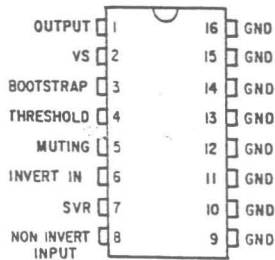 OUTPUT 1 16 GND
VS 2 15 GND
BOOTSTRAP 3 14 GND
THRESHOLD 4 13 GND
MUTING 5 12 GND
INVERT IN 6 11 GND
SVR 7 10 GND
NON INVERT 8 9 GND
INPUT